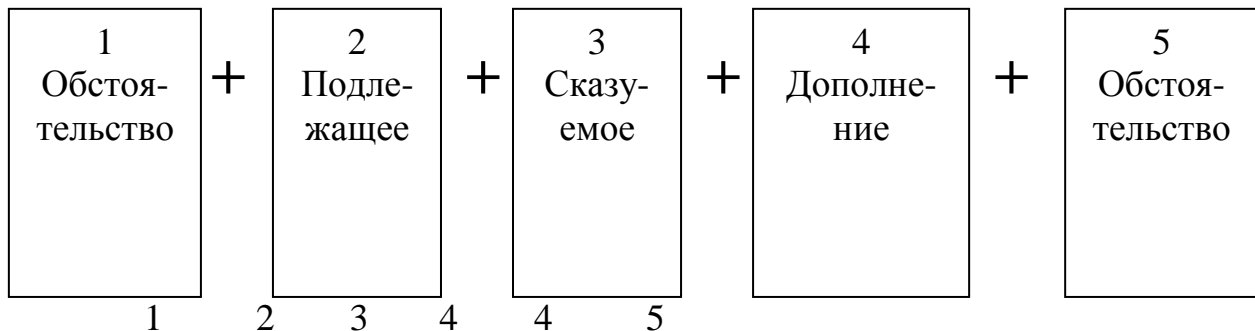 1 + 2 + 3 + 4 + 5
Обстоя- Подле- Сказу- Дополне- Обстоя-
тельство жащее емое ние тельство
1 2 3 4 4 5